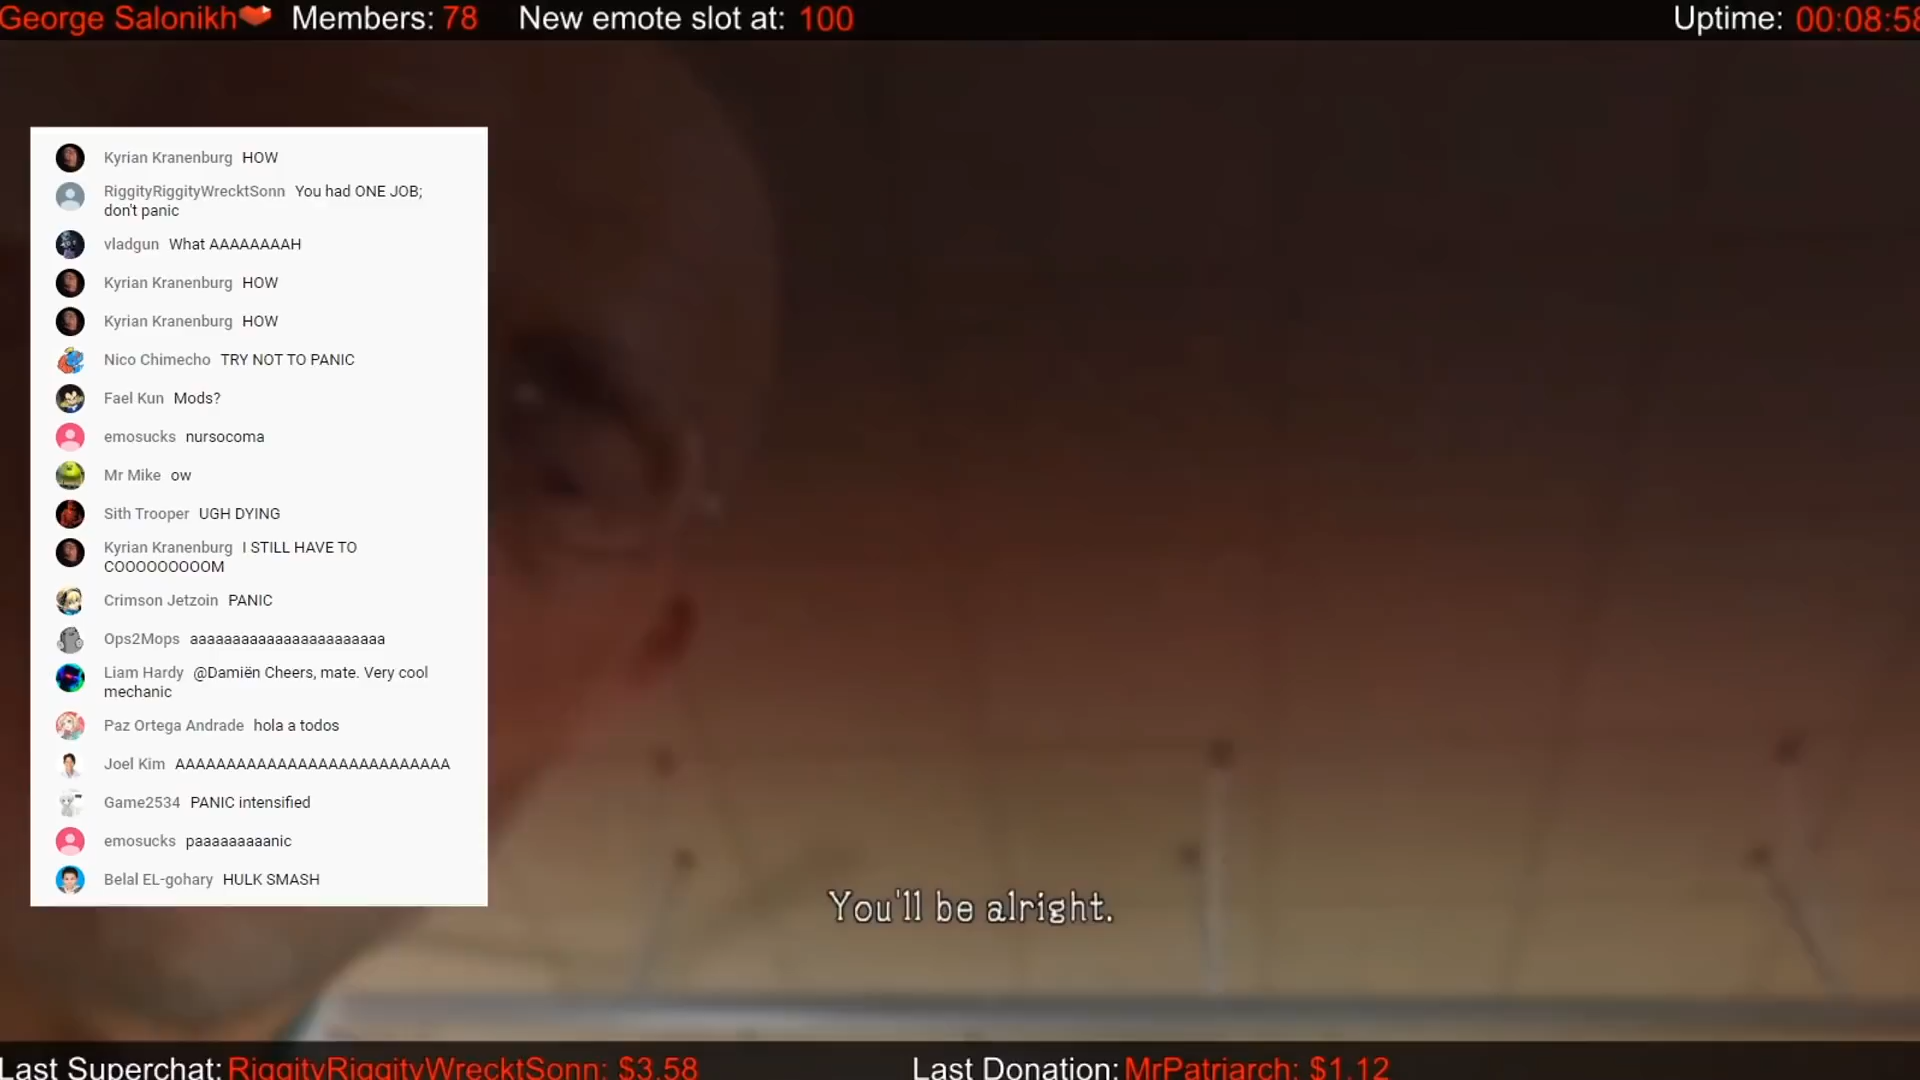 George Salonikh Members: 78 New emote slot at: 100 Uptime: 00:08:58
Kyrian Kranenburg HOW
RiggityRiggityWrecktSonn You had ONE JOB;
don't panic
vladgun What AAAAAAAAH
Kyrian Kranenburg HOW
Kyrian Kranenburg HOW
Nico Chimecho TRY NOT TO PANIC
Fael Kun Mods?
emosucks nursocoma
Mr Mike ow
Sith Trooper UGH DYING
Kyrian Kranenburg I STILL HAVE TO
COOOOOOOOOM
Crimson Jetzoin PANIC
Ops2Mops aaaaaaaaaaaaaaaaaaaaaaa
Liam Hardy @Damiën Cheers, mate. Very cool
mechanic
Paz Ortega Andrade hola a todos
Joel Kim AAAAAAAAAAAAAAAAAAAAAAAAAAA
Game2534 PANIC intensified
emosucks paaaaaaaaanic
Belal EL-gohary HULK SMASH
You'll be alright.
Last Superchat: RiggityRiggityWrecktSonn: $3.58 Last Donation: MrPatriarch: $1.12